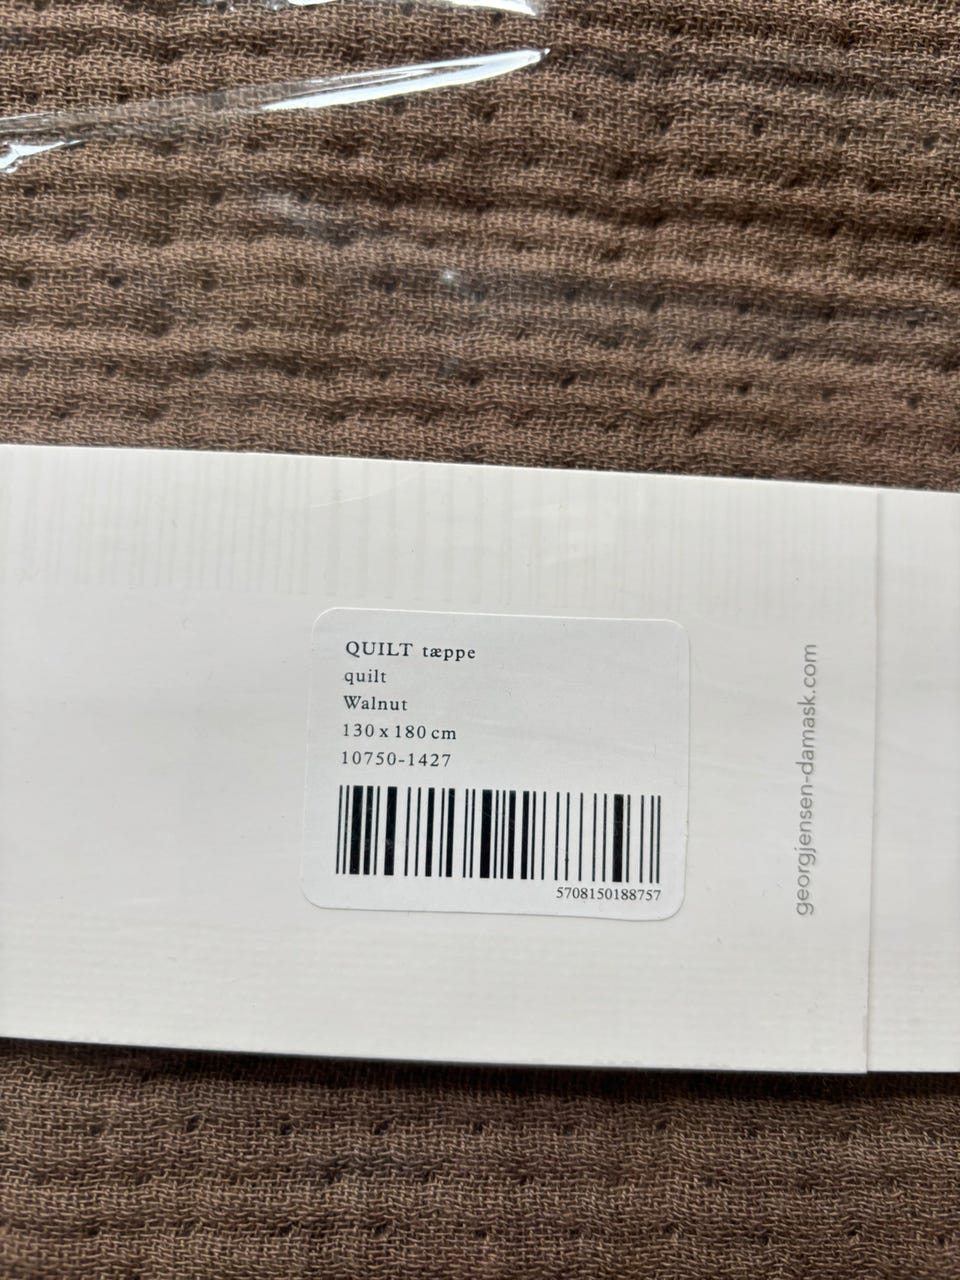 QUILT tæppe
quilt
Walnut
130 x 180 cm
10750-1427
5708150188757
georgjensen-damask.com